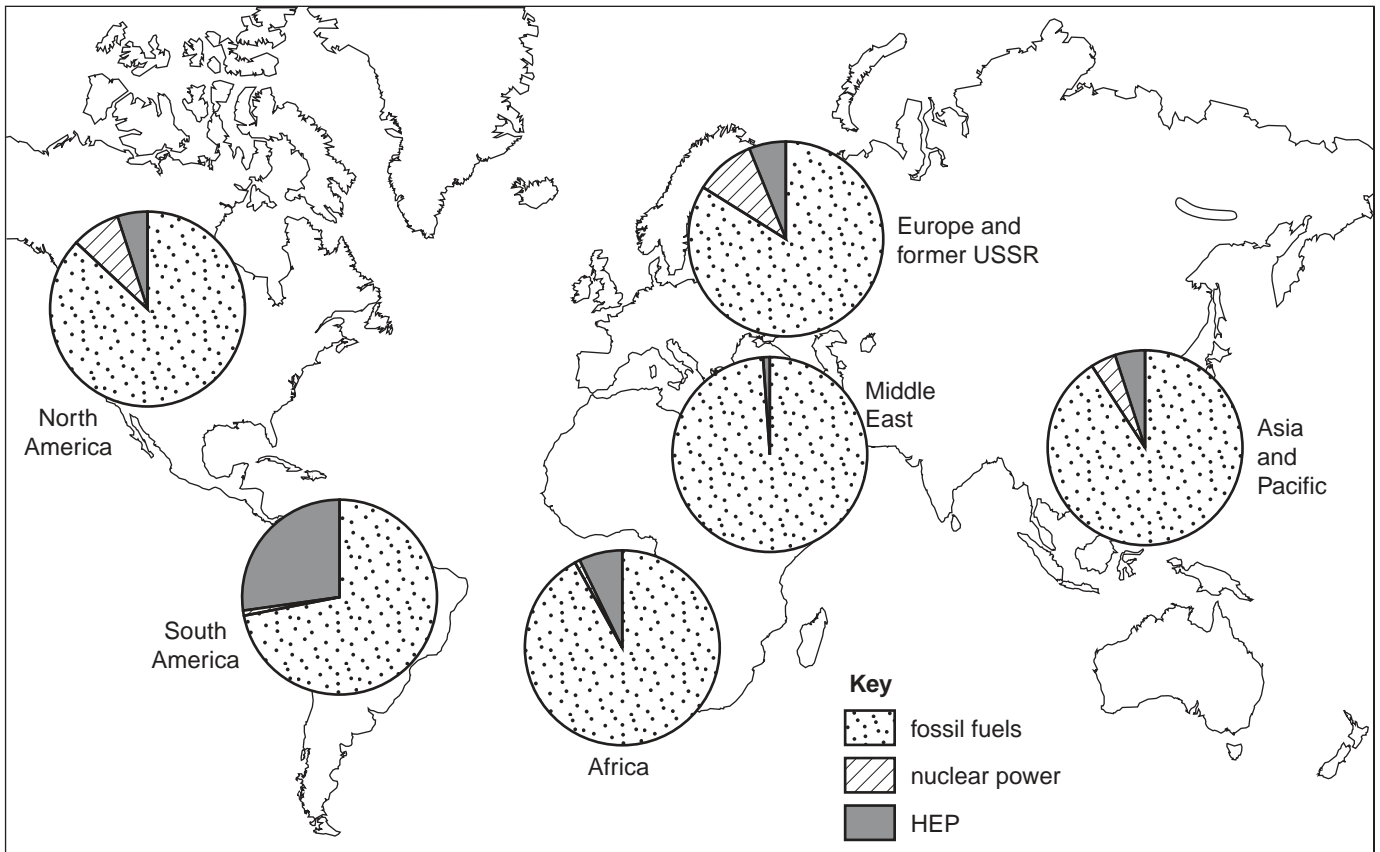 Europe and
former USSR
North
America
Middle
East
Asia
and
Pacific
South
America
Africa
Key
fossil fuels
nuclear power
HEP